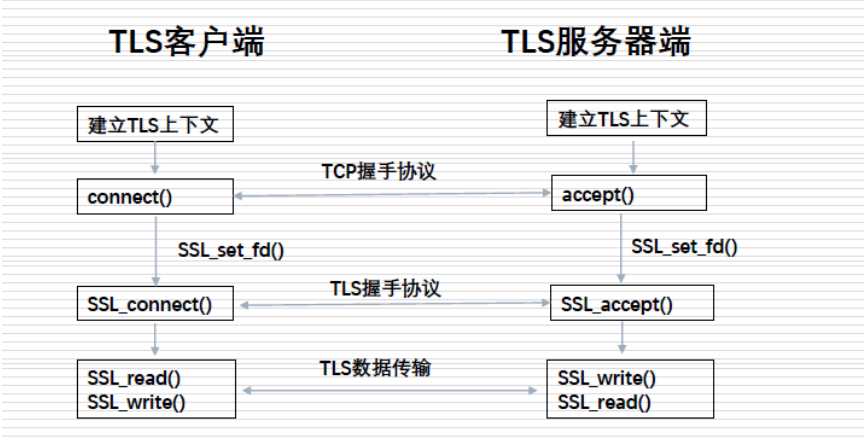 TLS客户端
TLS服务器端
建立TLS上下文
建立TLS上下文
TCP握手协议
connect()
accept()
SSL_set_fd()
SSL_set_fd()
TLS握手协议
SSL_connect()
SSL_accept()
TLS数据传输
SSL_read()
SSL_write()
SSL_write()
SSL_read()